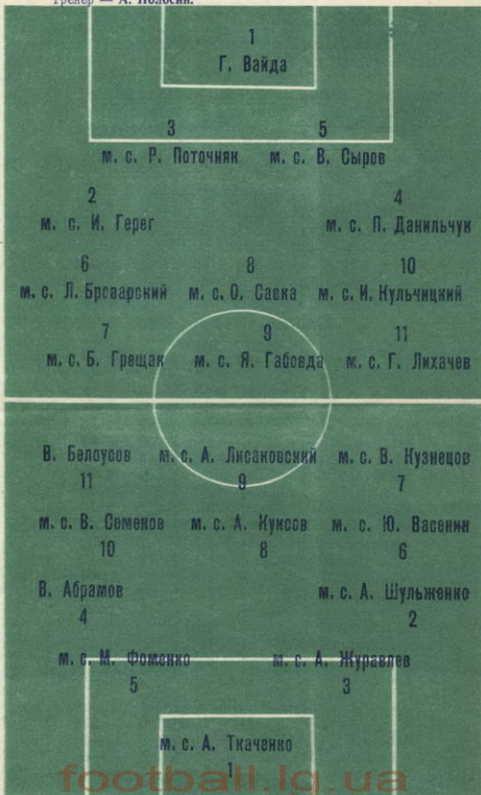 Тренер — А. Полосин.
1
Г. Вайда
3 5
м. с. Р. Поточняк м. с. В. Сыров
2 4
м. с. И. Герег м. с. П. Данильчук
6 8 10
м. с. Л. Броварский м. с. О. Савка м. с. И. Кульчицкий
7 9 11
м. с. Б. Грещак м. с. Я. Габовда м. с. Г. Лихачев
В. Белоусов м. с. А. Лисаковский м. с. В. Кузнецов
11 9 7
м. с. В. Семенов м. с. А. Куксов м. с. Ю. Васенин
10 8 6
В. Абрамов м. с. А. Шульженко
4 2
м. с. М. Фоменко м. с. А. Журавлев
5 3
м. с. А. Ткаченко
1
football.lg.ua